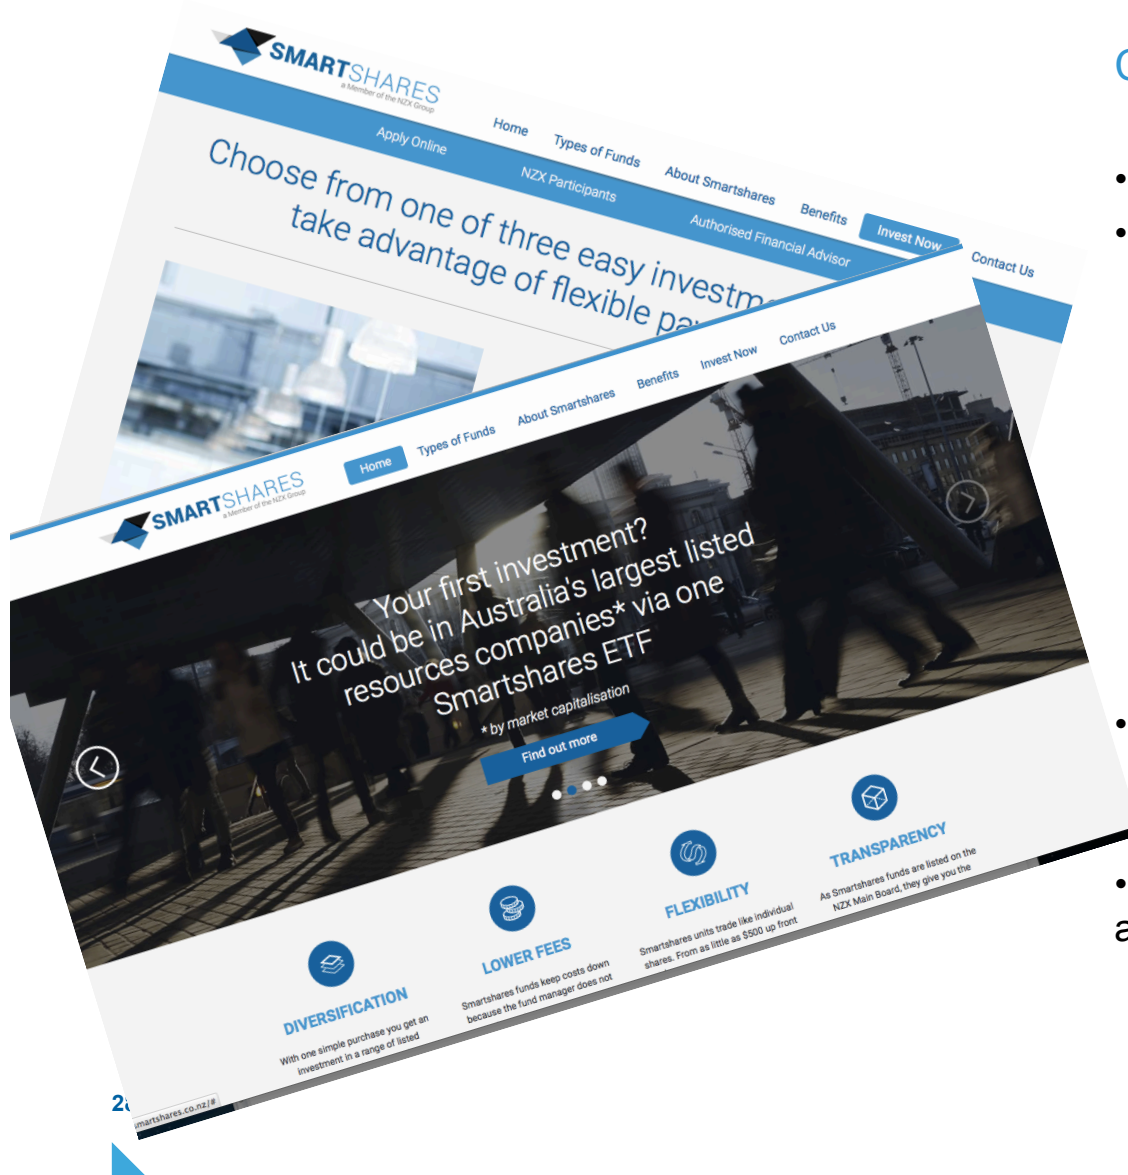 SMARTSHARES
a Member of the NZX Group
Home
Types of Funds
About Smartshares
Benefits
Invest Now
Contact Us
Apply Online
NZX Participants
Authorised Financial Advisor
Choose from one of three easy
take advantage of flexible
SMARTSHARES
a Member of the NZX Group
Home
Types of Funds
About Smartshares
Benefits
Invest Now
Contact Us
Your first investment?
It could be in Australia's largest listed
resources companies* via one
Smartshares ETF
* by market capitalisation
Find out more
DIVERSIFICATION
With one simple purchase you get an
investment in a range of listed
LOWER FEES
Smartshares funds keep costs down
because the fund manager does not
FLEXIBILITY
Smartshares units trade like individual
shares. From as little as $500 up front
TRANSPARENCY
As Smartshares funds are listed on the
NZX Main Board, they give you the
martshares.co.nz/#
•
•
•
•
a